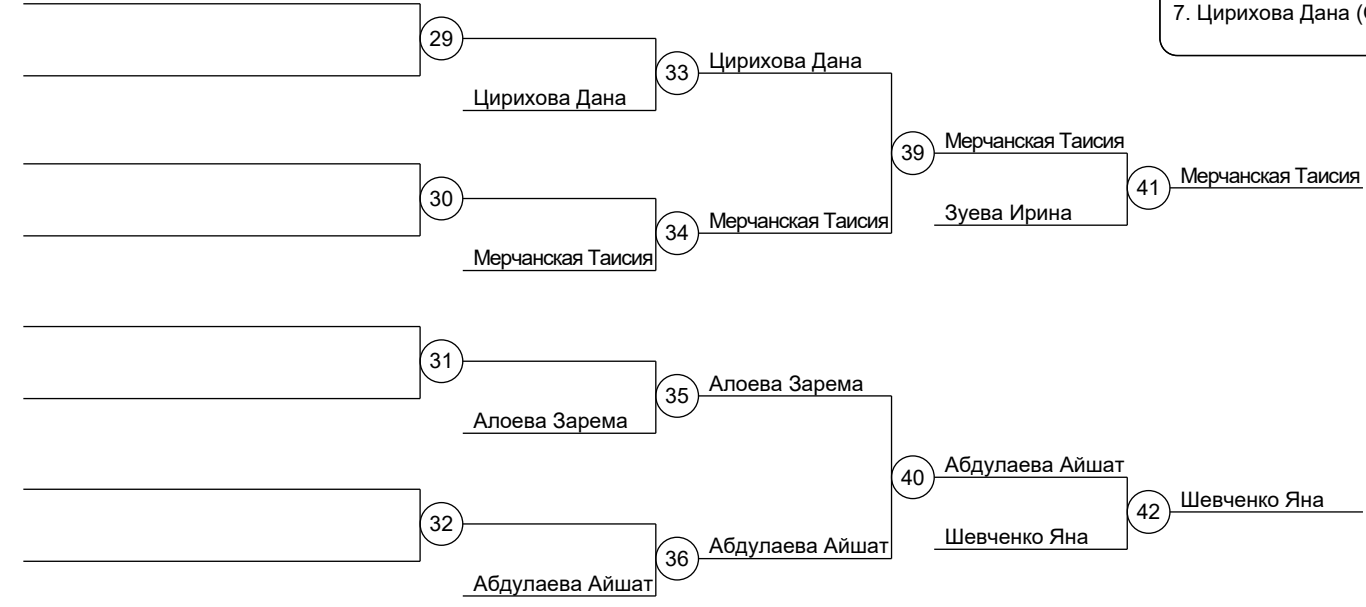 7. Цирихова Дана
29
Цирихова Дана
33
Цирихова Дана
Цирихова Дана
39
Мерчанская Таисия
41
Мерчанская Таисия
30
Зуева Ирина
34
Мерчанская Таисия
Мерчанская Таисия
31
35
Алоева Зарема
Алоева Зарема
40
Абдулаева Айшат
42
Шевченко Яна
32
Шевченко Яна
36
Абдулаева Айшат
Абдулаева Айшат